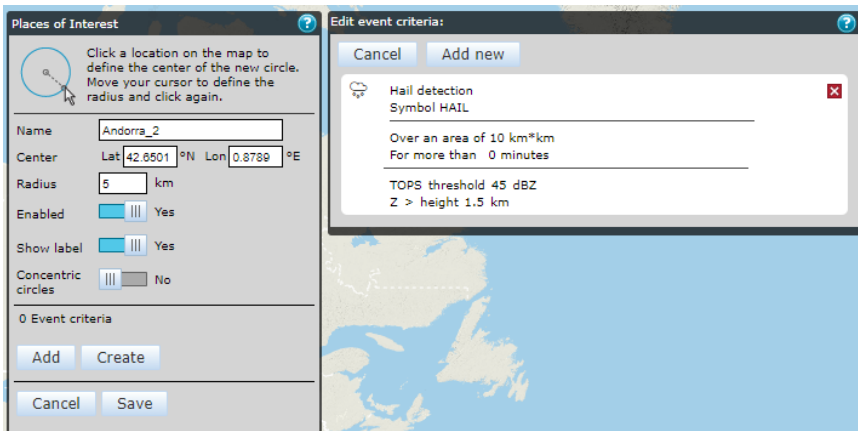 Places of Interest
?
Click a location on the map to
define the center of the new circle.
Move your cursor to define the
radius and click again.
Name Andorra_2
Center Lat 42.6501 ºN Lon 0.8789 ºE
Radius 5 km
Enabled Yes
Show label Yes
Concentric
circles No
0 Event criteria
Add Create
Cancel Save
Edit event criteria:
?
Cancel Add new
Hail detection
Symbol HAIL
Over an area of 10 km*km
For more than 0 minutes
TOPS threshold 45 dBZ
Z > height 1.5 km